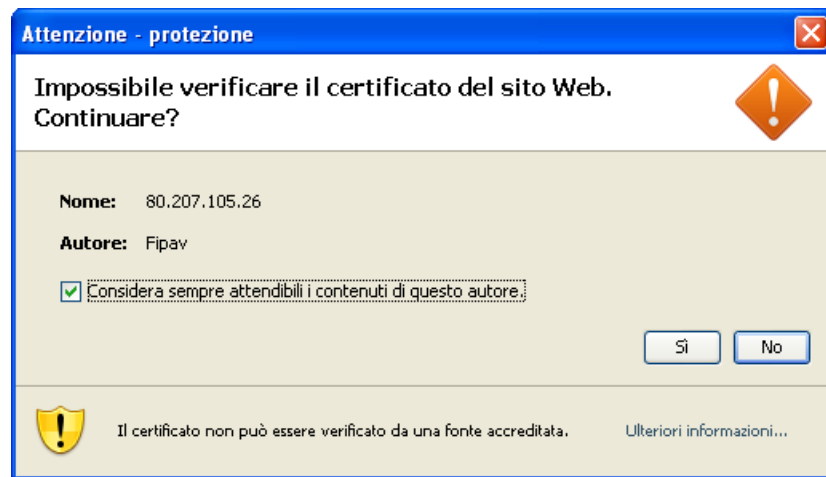 Attenzione - protezione
Impossibile verificare il certificato del sito Web.
Continuare?
Nome: 80.207.105.26
Autore: Fipav
Considera sempre attendibili i contenuti di questo autore.
Sì No
Il certificato non può essere verificato da una fonte accreditata. Ulteriori informazioni...